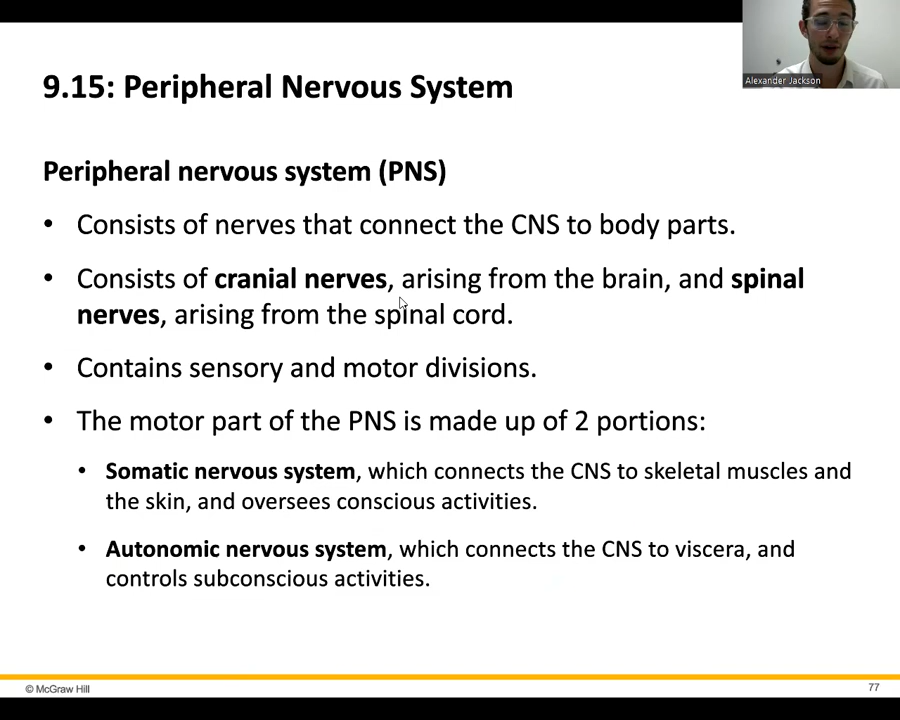 Alexander Jackson
9.15: Peripheral Nervous System
Peripheral nervous system (PNS)
• Consists of nerves that connect the CNS to body parts.
• Consists of cranial nerves, arising from the brain, and spinal
nerves, arising from the spinal cord.
• Contains sensory and motor divisions.
• The motor part of the PNS is made up of 2 portions:
• Somatic nervous system, which connects the CNS to skeletal muscles and
the skin, and oversees conscious activities.
• Autonomic nervous system, which connects the CNS to viscera, and
controls subconscious activities.
© McGraw Hill
77